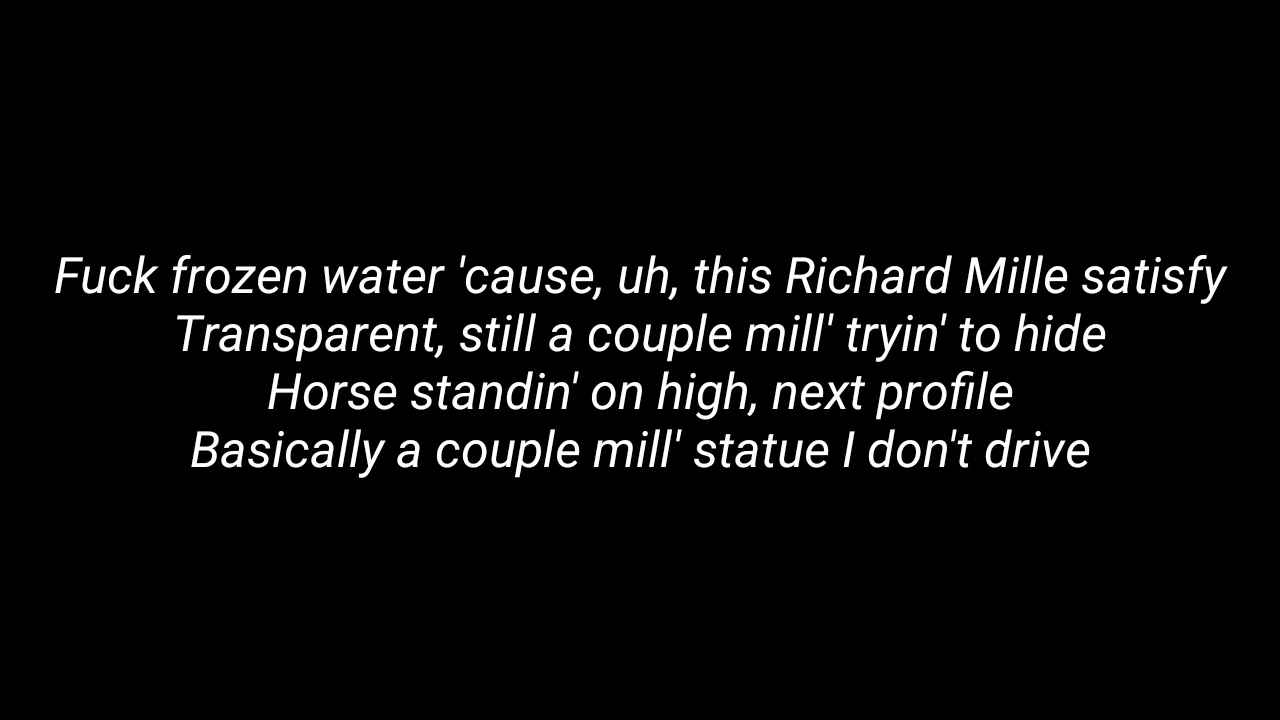 Fuck frozen water 'cause, uh, this Richard Mille satisfy
Transparent, still a couple mill' tryin' to hide
Horse standin' on high, next profile
Basically a couple mill' statue I don't drive